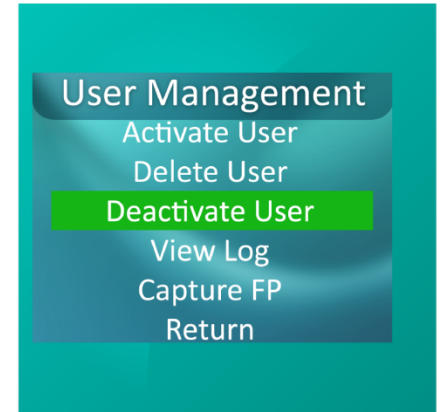 User Management
Activate User
Delete User
Deactivate User
View Log
Capture FP
Return